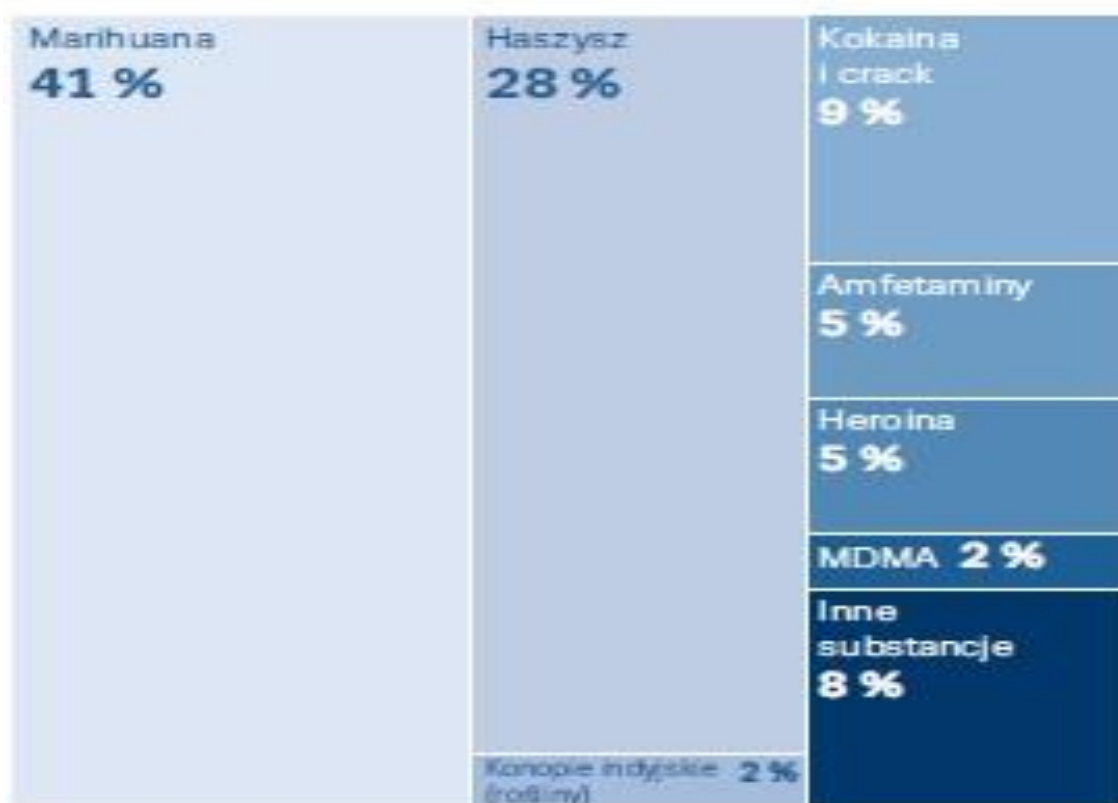 Marihuana
41 %
Haszysz
28 %
Konopie indyjskie 2 %
(rośliny)
Kokaina
i crack
9 %
Amfetaminy
5 %
Heroina
5 %
MDMA 2 %
Inne
substancje
8 %